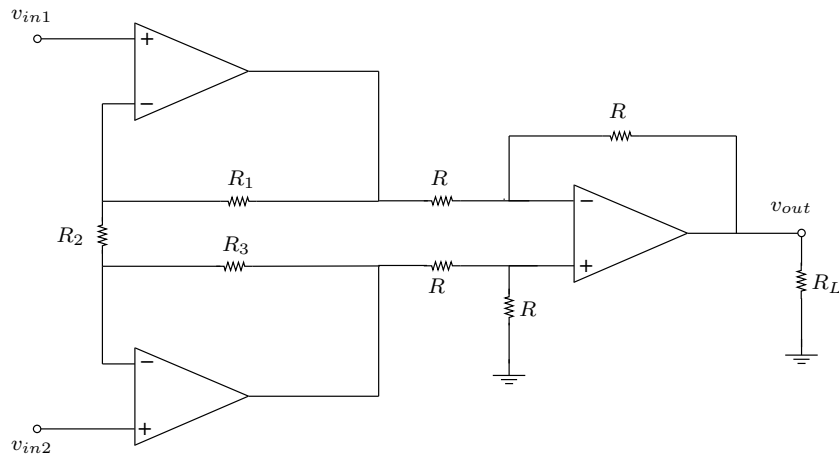 v_{in1}
+
−
R
R_1
R
v_{out}
−
R_2
R_3
+
R
R
R_L
−
+
v_{in2}